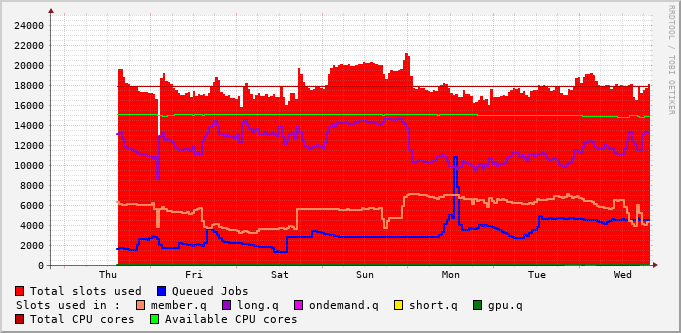 RRDTOOL / TOBI OETIKER
24000
22000
20000
18000
16000
14000
12000
10000
8000
6000
4000
2000
0
Thu Fri Sat Sun Mon Tue Wed
Total slots used Queued Jobs
Slots used in : member.q long.q ondemand.q short.q gpu.q
Total CPU cores Available CPU cores